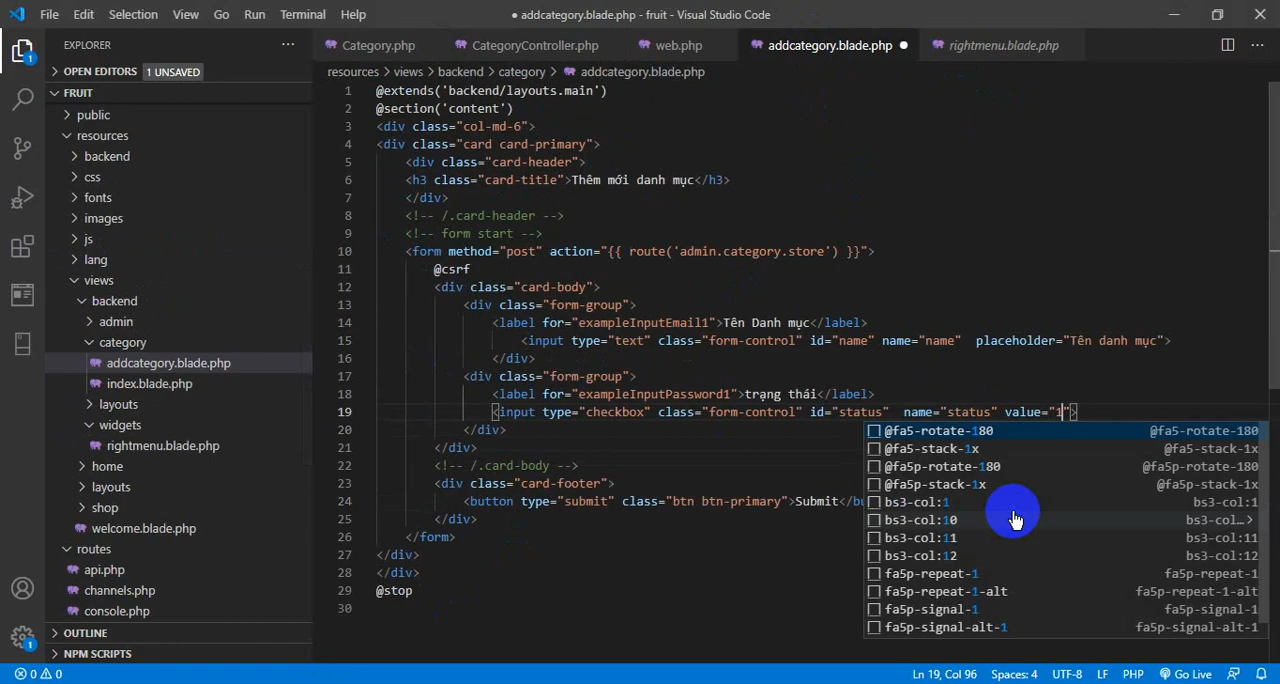 File Edit Selection View Go Run Terminal Help
● addcategory.blade.php - fruit - Visual Studio Code
EXPLORER
OPEN EDITORS 1 UNSAVED
FRUIT
public
resources
backend
css
fonts
images
js
lang
views
backend
admin
category
addcategory.blade.php
index.blade.php
layouts
widgets
rightmenu.blade.php
home
layouts
shop
welcome.blade.php
routes
api.php
channels.php
console.php
OUTLINE
NPM SCRIPTS
Category.php CategoryController.php web.php addcategory.blade.php ● rightmenu.blade.php
resources > views > backend > category > addcategory.blade.php
1 @extends('backend/layouts.main')
2 @section('content')
3 <div class="col-md-6">
4 <div class="card card-primary">
5 <div class="card-header">
6 <h3 class="card-title">Thêm mới danh mục</h3>
7 </div>
8 <!-- /.card-header -->
9 <!-- form start -->
10 <form method="post" action="{{ route('admin.category.store') }}">
11 @csrf
12 <div class="card-body">
13 <div class="form-group">
14 <label for="exampleInputEmail1">Tên Danh mục</label>
15 <input type="text" class="form-control" id="name" name="name" placeholder="Tên danh mục">
16 </div>
17 <div class="form-group">
18 <label for="exampleInputPassword1">trạng thái</label>
19 <input type="checkbox" class="form-control" id="status" name="status" value="1">
20 </div>
21 </div>
22 <!-- /.card-body -->
23 <div class="card-footer">
24 <button type="submit" class="btn btn-primary">Submit</bu
25 </div>
26 </form>
27 </div>
28 </div>
29 @stop
30
@fa5-rotate-180 @fa5-rotate-180
@fa5-stack-1x @fa5-stack-1x
@fa5p-rotate-180 @fa5p-rotate-180
@fa5p-stack-1x @fa5p-stack-1x
bs3-col:1 bs3-col:1
bs3-col:10 bs3-col…>
bs3-col:11 bs3-col:11
bs3-col:12 bs3-col:12
fa5p-repeat-1 fa5p-repeat-1
fa5p-repeat-1-alt fa5p-repeat-1-alt
fa5p-signal-1 fa5p-signal-1
fa5p-signal-alt-1 fa5p-signal-alt-1
0 0 Ln 19, Col 96 Spaces: 4 UTF-8 LF PHP Go Live
1
1